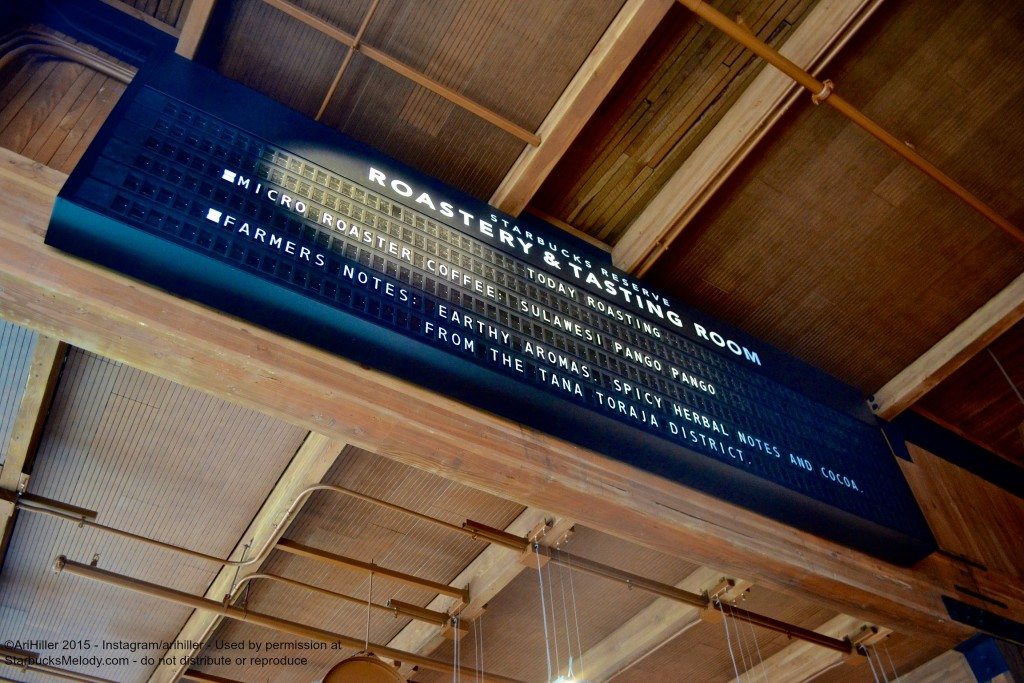 STARBUCKS RESERVE
ROASTERY & TASTING ROOM
TODAY ROASTING.
■MICRO ROASTER COFFEE: SULAWESI PANGO PANGO
■FARMERS NOTES: EARTHY AROMAS. SPICY HERBAL NOTES AND COCOA.
FROM THE TANA TORAJA DISTRICT.
©AriHiller 2015 - Instagram/arihiller - Used by permission at
StarbucksMelody.com - do not distribute or reproduce